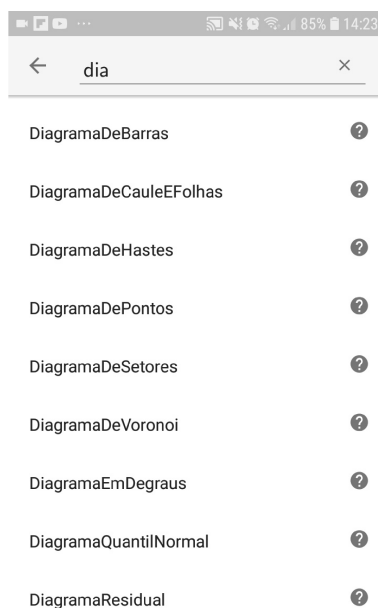 85% 14:23
dia
DiagramaDeBarras
DiagramaDeCauleEFolhas
DiagramaDeHastes
DiagramaDePontos
DiagramaDeSetores
DiagramaDeVoronoi
DiagramaEmDegraus
DiagramaQuantilNormal
DiagramaResidual